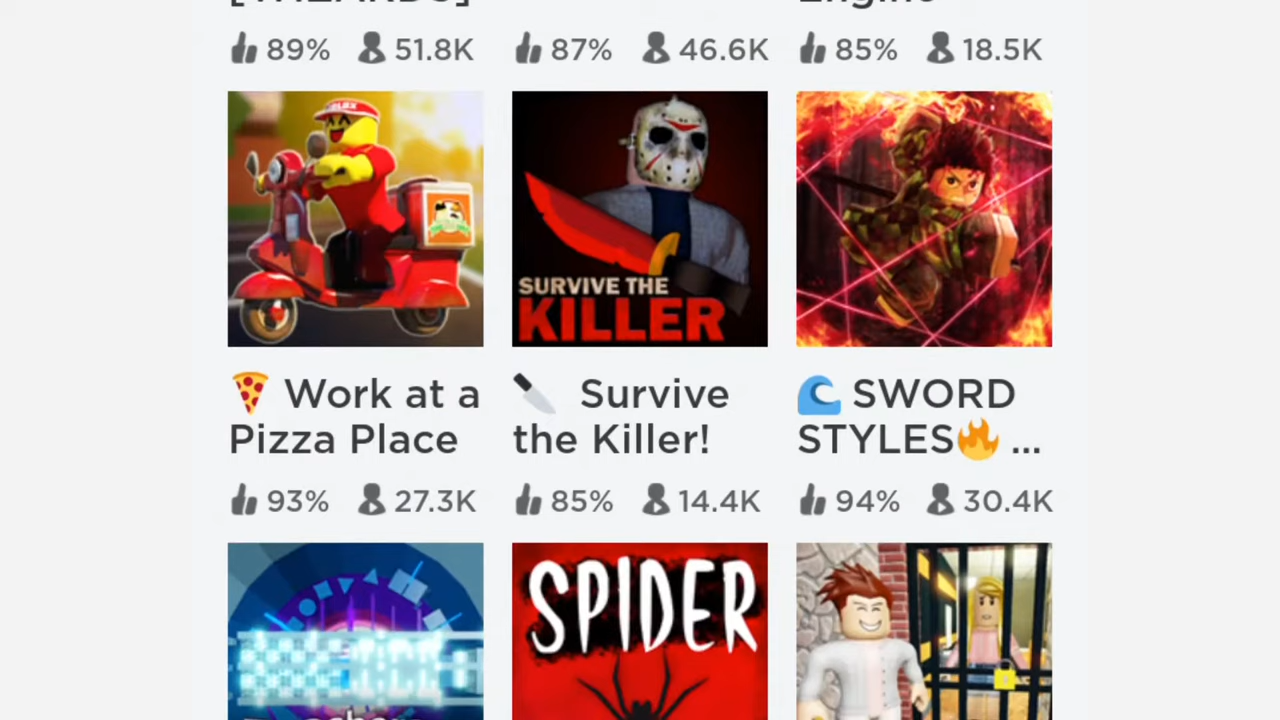 89% 51.8K 87% 46.6K 85% 18.5K
SURVIVE THE
KILLER
🍕 Work at a
Pizza Place
🔪 Survive
the Killer!
🌊 SWORD
STYLES🔥 ...
93% 27.3K 85% 14.4K 94% 30.4K
SPIDER